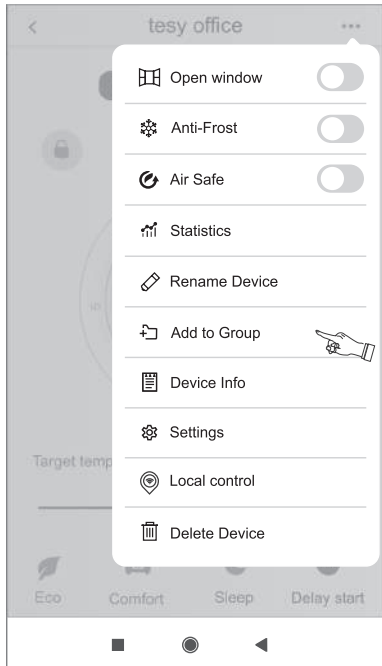 tesy office
Open window
Anti-Frost
Air Safe
Statistics
Rename Device
Add to Group
Device Info
Settings
Local control
Target temp
Delete Device
Eco Comfort Sleep Delay start